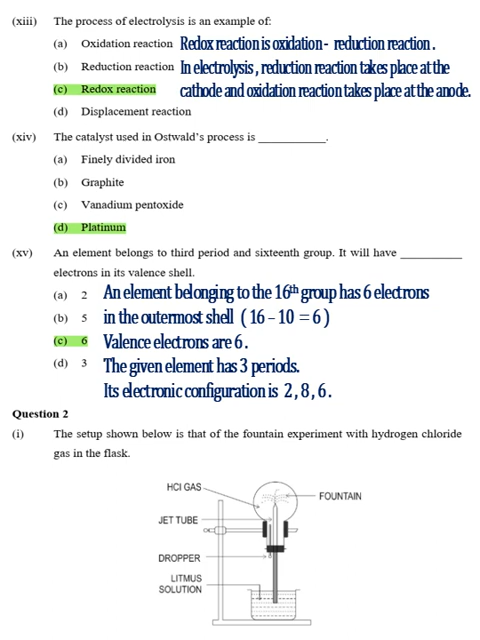 (xiii) The process of electrolysis is an example of:
(a) Oxidation reaction Redox reaction is oxidation - reduction reaction.
(b) Reduction reaction In electrolysis, reduction reaction takes place at the
(c) Redox reaction cathode and oxidation reaction takes place at the anode.
(d) Displacement reaction
(xiv) The catalyst used in Ostwald's process is ____________.
(a) Finely divided iron
(b) Graphite
(c) Vanadium pentoxide
(d) Platinum
(xv) An element belongs to third period and sixteenth group. It will have ___________
electrons in its valence shell.
(a) 2 An element belonging to the 16th group has 6 electrons
(b) 5 in the outermost shell (16 – 10 = 6)
(c) 6 Valence electrons are 6.
(d) 3 The given element has 3 periods.
Its electronic configuration is 2, 8, 6.
Question 2
(i) The setup shown below is that of the fountain experiment with hydrogen chloride
gas in the flask.
HCl GAS
FOUNTAIN
JET TUBE
DROPPER
LITMUS
SOLUTION